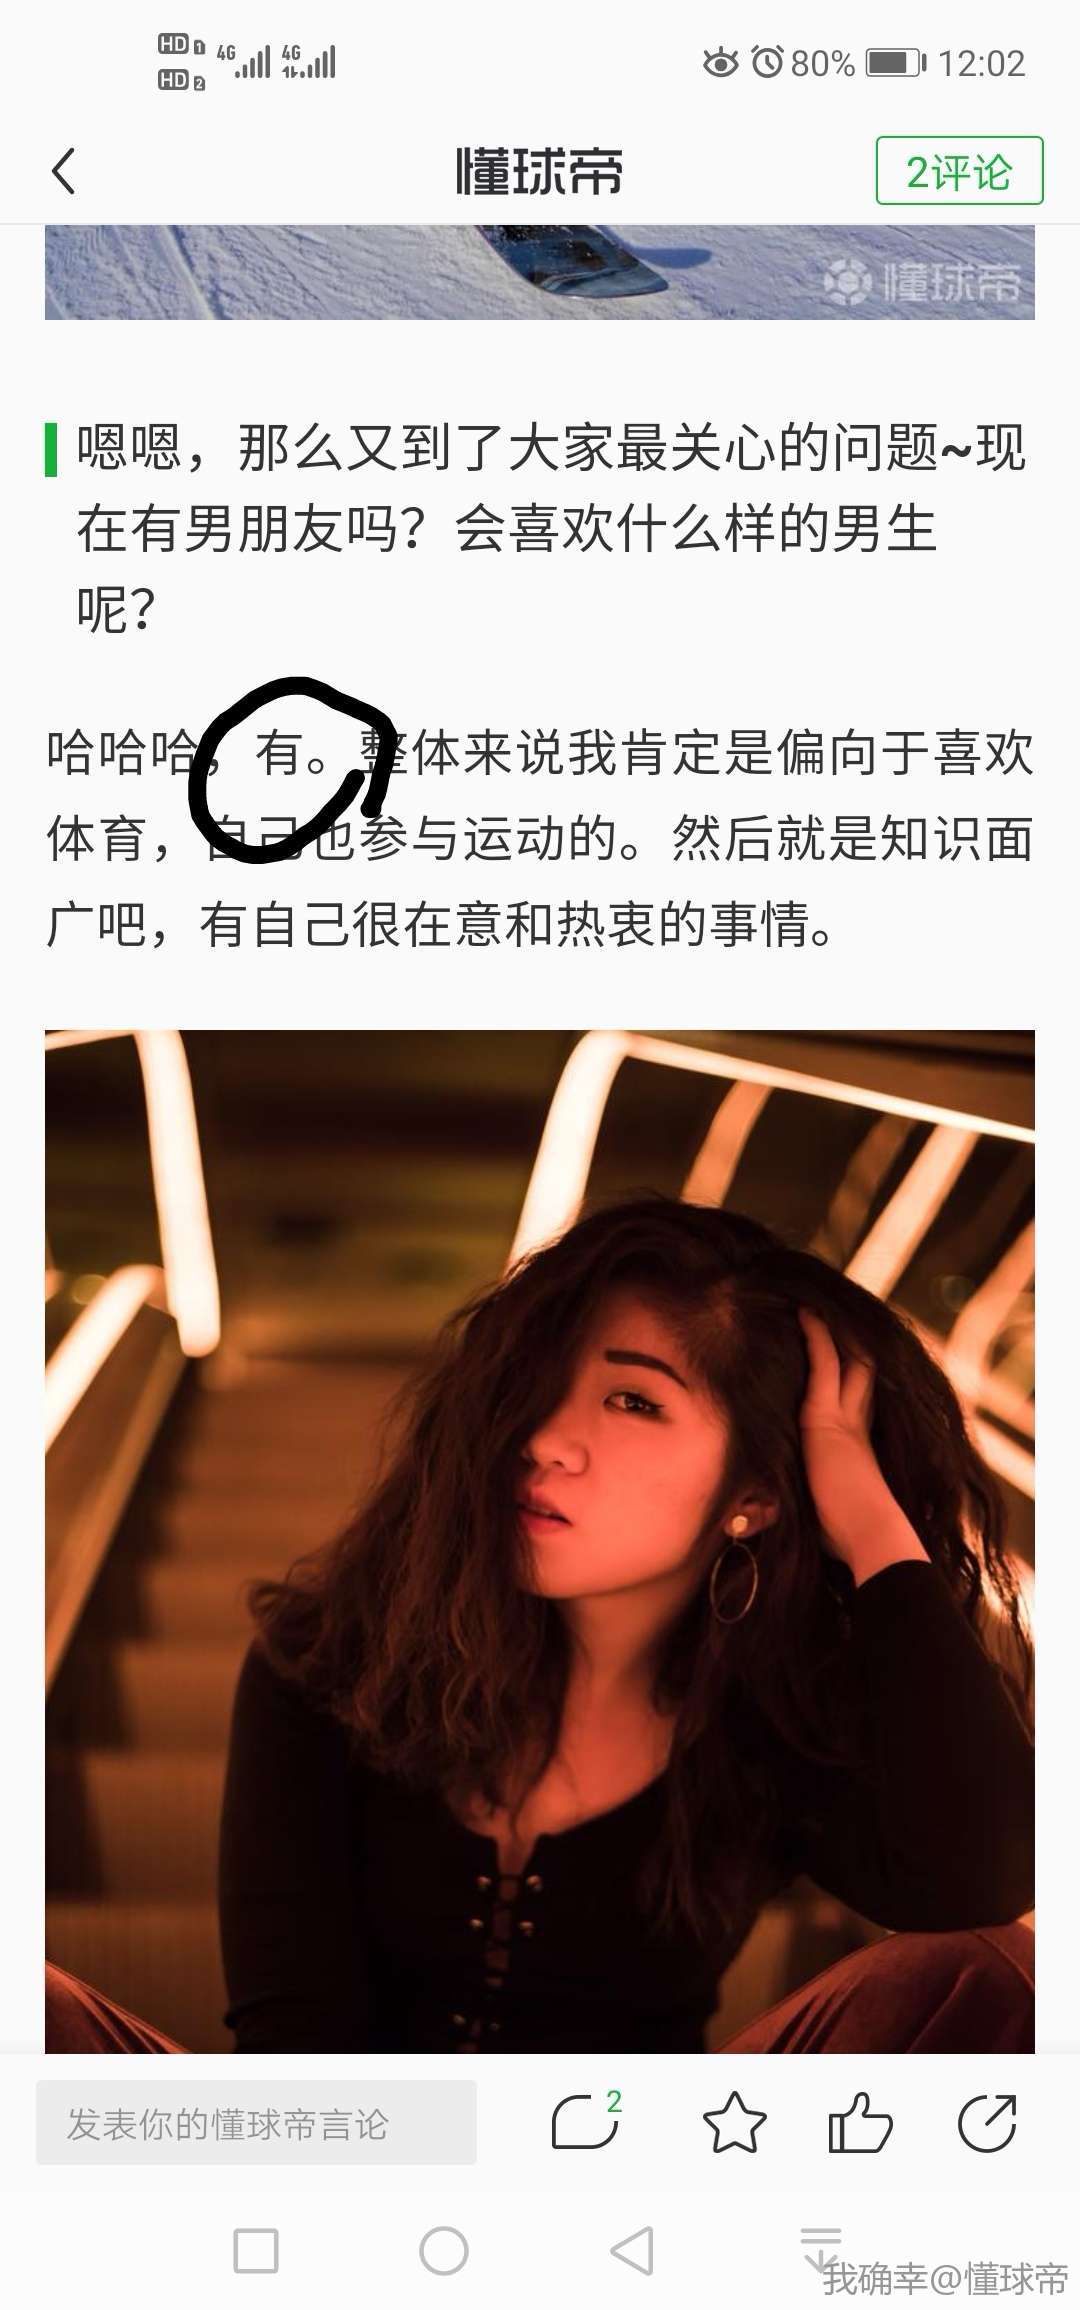 HD 1 4G 4G 80% 12:02
HD 2
懂球帝 2评论
懂球帝
嗯嗯，那么又到了大家最关心的问题~现
在有男朋友吗？会喜欢什么样的男生
呢？
哈哈哈，有。整体来说我肯定是偏向于喜欢
体育，自己也参与运动的。然后就是知识面
广吧，有自己很在意和热衷的事情。
发表你的懂球帝言论 2
我确幸@懂球帝